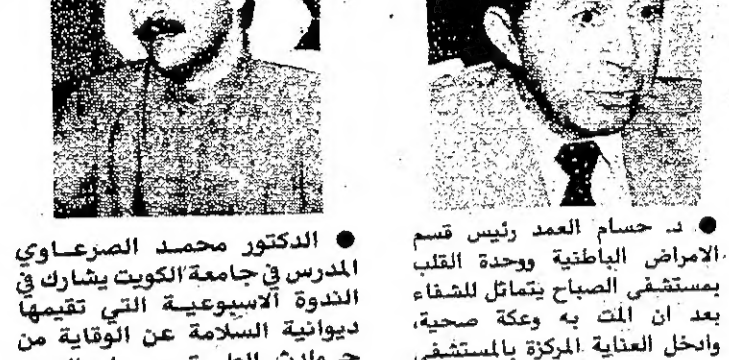 ● د. حسام العمد رئيس قسم
الامراض الباطنية ووحدة القلب
بمستشفى الصباح يتماثل للشفاء
بعد ان المت به وعكة صحية،
وادخل العناية المركزة بالمستشفى
● الدكتور محمد الصرعاوي
المدرس في جامعة الكويت يشارك في
الندوة الاسبوعية التي تقيمها
ديوانية السلامة عن الوقاية من
حوادث